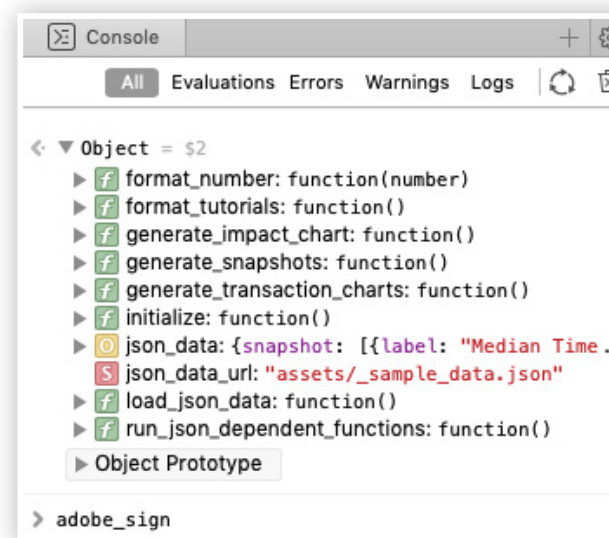 Console
All Evaluations Errors Warnings Logs
Object = $2
f format_number: function(number)
f format_tutorials: function()
f generate_impact_chart: function()
f generate_snapshots: function()
f generate_transaction_charts: function()
f initialize: function()
O json_data: {snapshot: [{label: "Median Time .
S json_data_url: "assets/_sample_data.json"
f load_json_data: function()
f run_json_dependent_functions: function()
Object Prototype
> adobe_sign